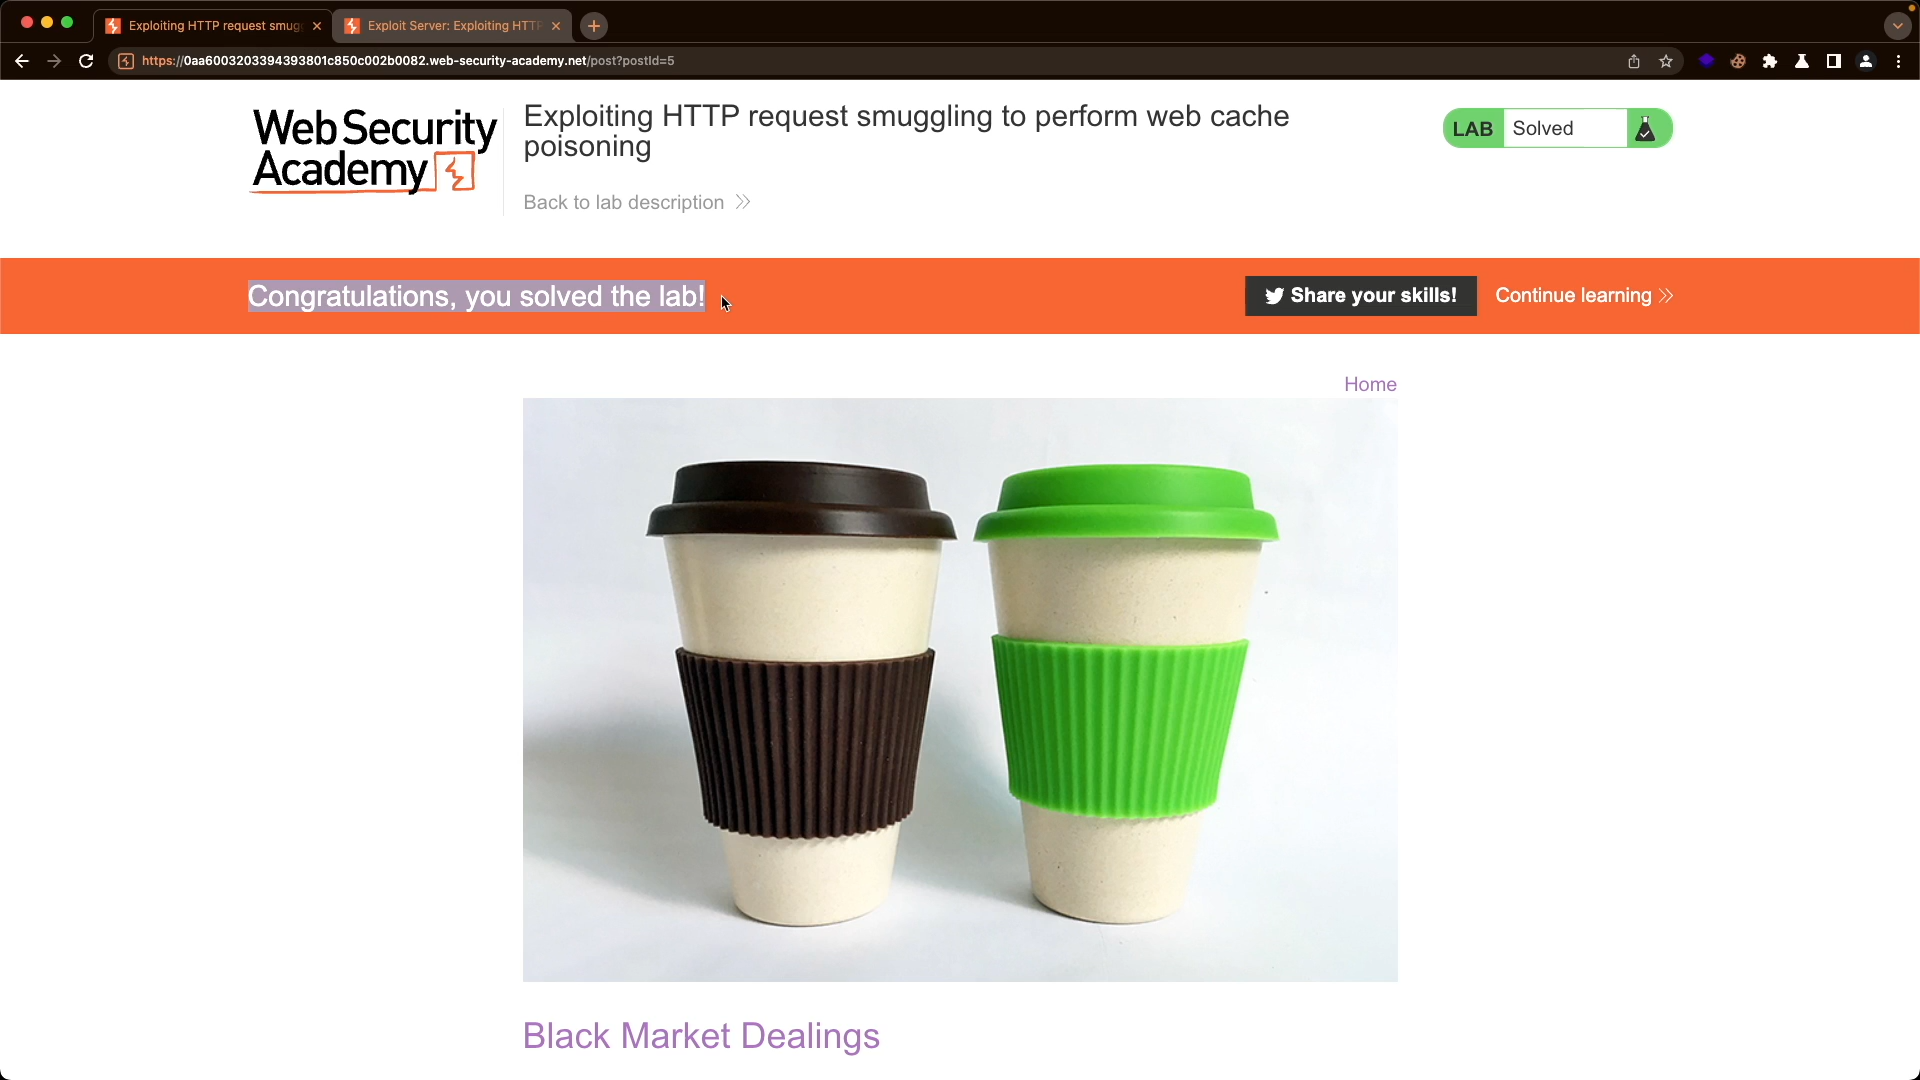 Exploiting HTTP request smug
Exploit Server: Exploiting HTT
https://0aa6003203394393801c850c002b0082.web-security-academy.net/post?postId=5
Web Security
Academy
Exploiting HTTP request smuggling to perform web cache
poisoning
Back to lab description
LAB Solved
Congratulations, you solved the lab!
Share your skills!
Continue learning
Home
Black Market Dealings